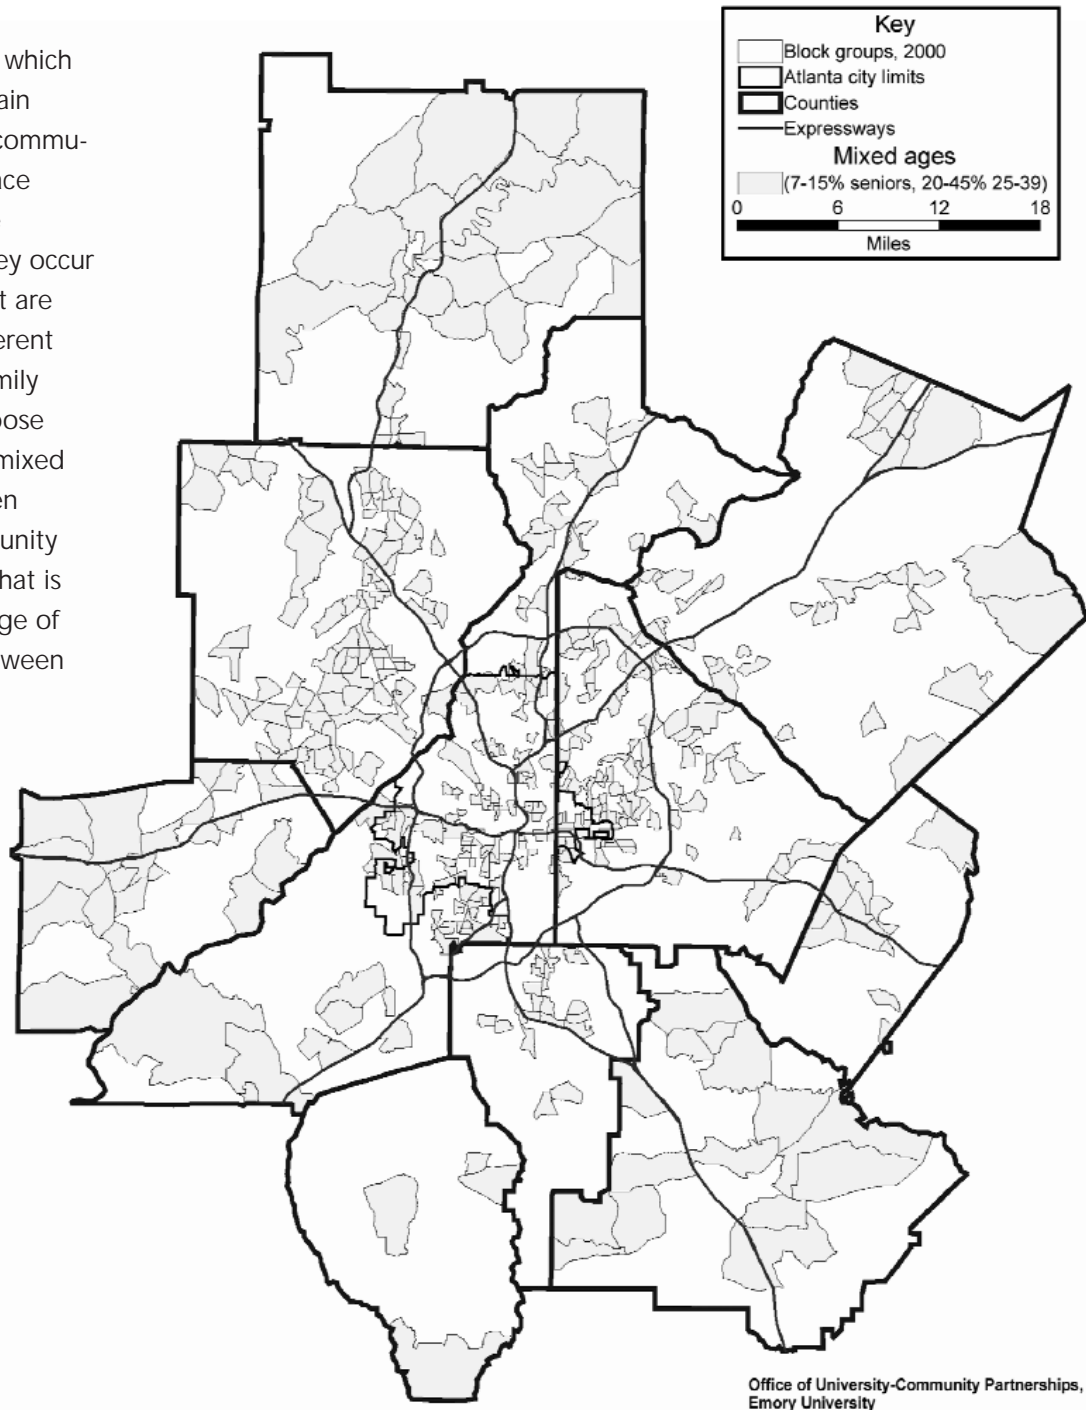 which
ain
commu-
nce
ey occur
t are
erent
mily
oose
mixed
en
unity
hat is
ge of
ween
Key
Block groups, 2000
Atlanta city limits
Counties
Expressways
Mixed ages
(7-15% seniors, 20-45% 25-39)
0 6 12 18
Miles
Office of University-Community Partnerships,
Emory University